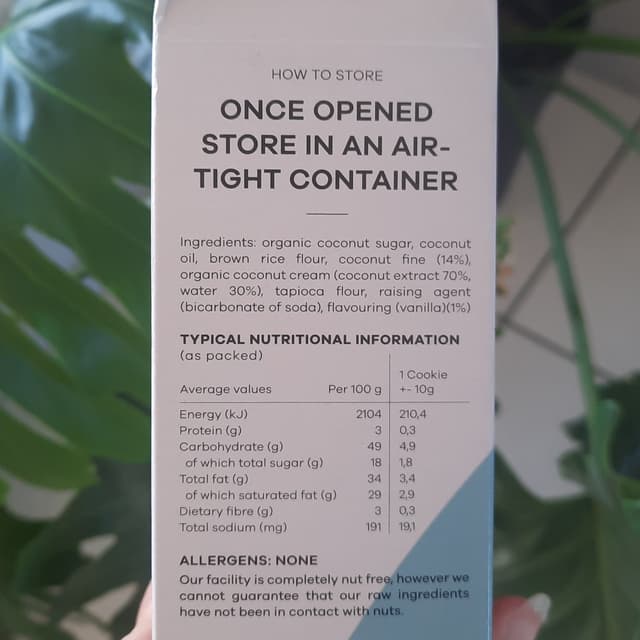 HOW TO STORE
ONCE OPENED
STORE IN AN AIR-
TIGHT CONTAINER
Ingredients: organic coconut sugar, coconut
oil, brown rice flour, coconut fine (14%),
organic coconut cream (coconut extract 70%,
water 30%), tapioca flour, raising agent
(bicarbonate of soda), flavouring (vanilla)(1%)
TYPICAL NUTRITIONAL INFORMATION
(as packed)
Average values Per 100 g 1 Cookie
+- 10g
Energy (kJ) 2104 210,4
Protein (g) 3 0,3
Carbohydrate (g) 49 4,9
of which total sugar (g) 18 1,8
Total fat (g) 34 3,4
of which saturated fat (g) 29 2,9
Dietary fibre (g) 3 0,3
Total sodium (mg) 191 19,1
ALLERGENS: NONE
Our facility is completely nut free, however we
cannot guarantee that our raw ingredients
have not been in contact with nuts.